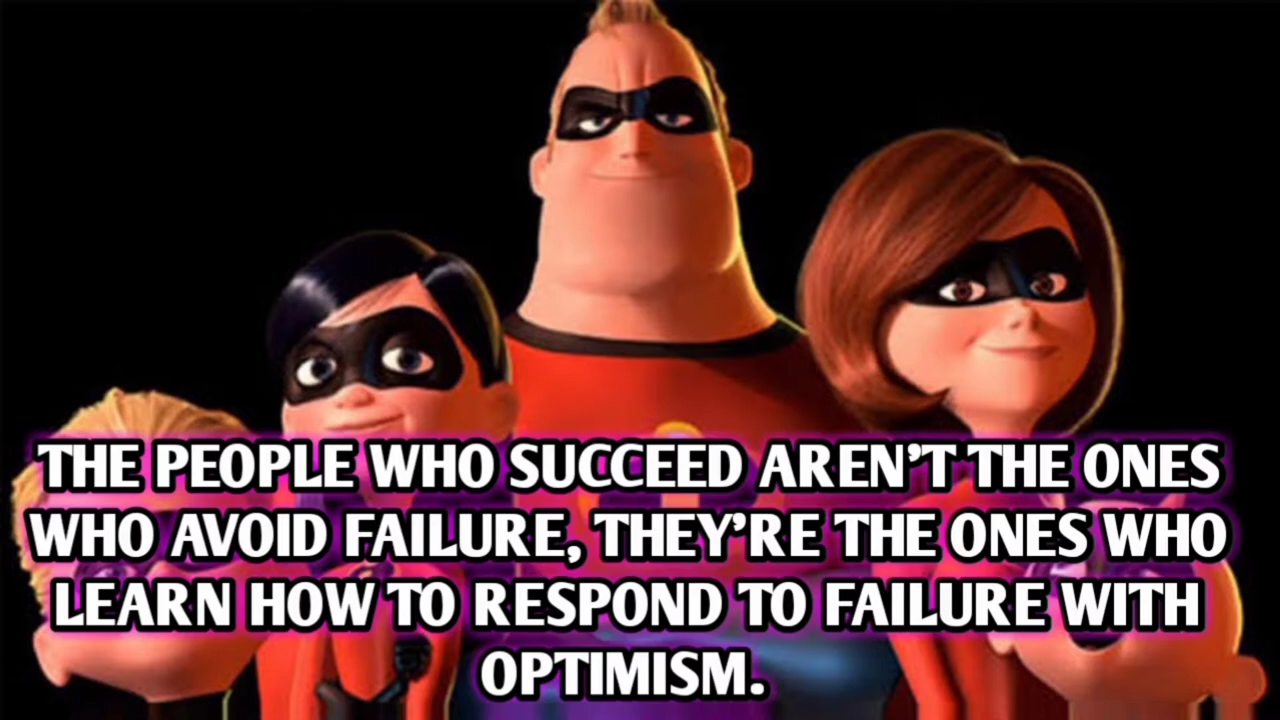 THE PEOPLE WHO SUCCEED AREN'T THE ONES
WHO AVOID FAILURE, THEY'RE THE ONES WHO
LEARN HOW TO RESPOND TO FAILURE WITH
OPTIMISM.